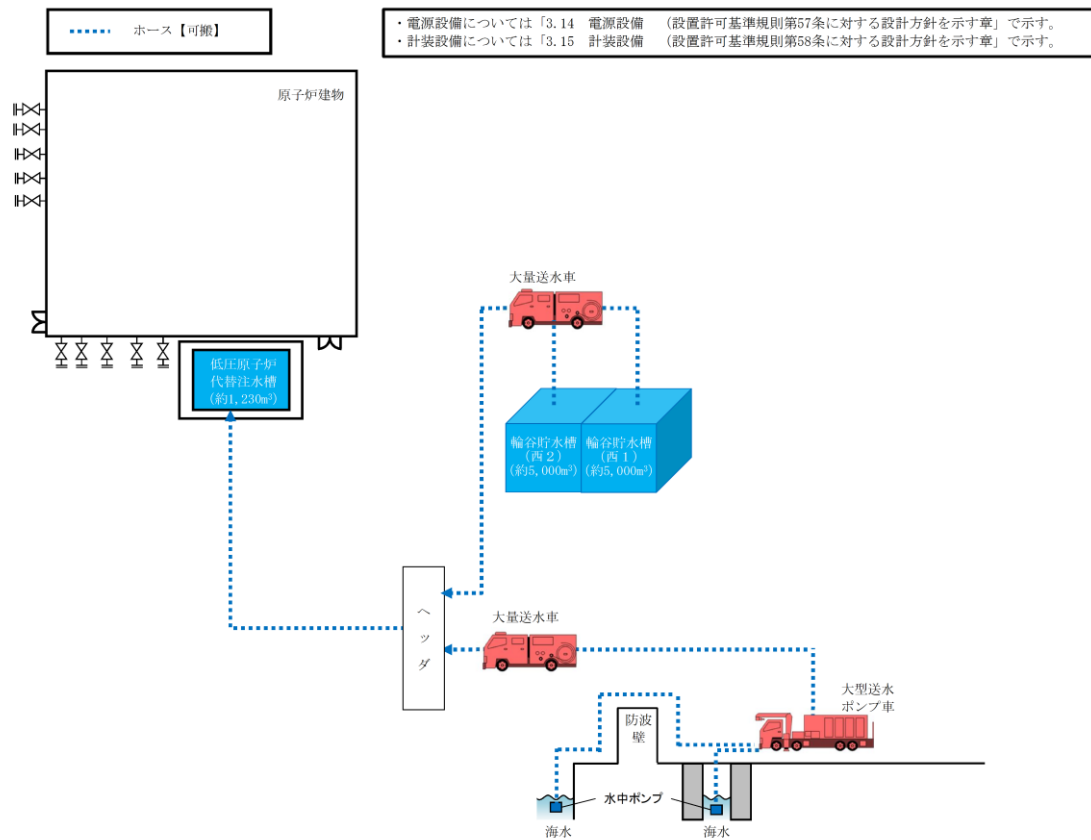 ホース【可搬】
・電源設備については「3.14　電源設備　(設置許可基準規則第57条に対する設計方針を示す章」で示す。
・計装設備については「3.15　計装設備　(設置許可基準規則第58条に対する設計方針を示す章」で示す。
原子炉建物
大量送水車
低圧原子炉
代替注水槽
(約1,230m³)
輪谷貯水槽
(西２)
(約5,000m³)
輪谷貯水槽
(西１)
(約5,000m³)
ヘッダ
大量送水車
大型送水
ポンプ車
防波
壁
水中ポンプ
海水
海水